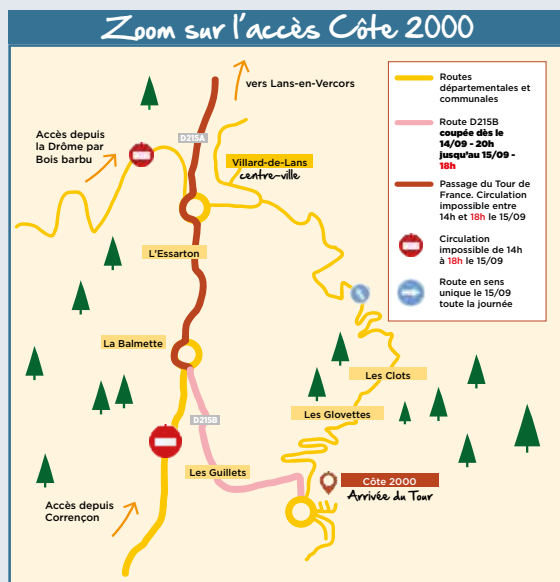 Zoom sur l'accès Côte 2000
vers Lans-en-Vercors
Accès depuis
la Drôme par
Bois barbu
D215A
Villard-de-Lans
centre-ville
L'Essarton
La Balmette
Les Clots
Les Glovettes
D215B
Les Guillets
Côte 2000
Arrivée du Tour
Accès depuis
Corrençon
Routes
départementales et
communales
Route D215B
coupée dès le
14/09 - 20h
jusqu'au 15/09 -
18h
Passage du Tour de
France. Circulation
impossible entre
14h et 18h le 15/09
Circulation
impossible de 14h
à 18h le 15/09
Route en sens
unique le 15/09
toute la journée